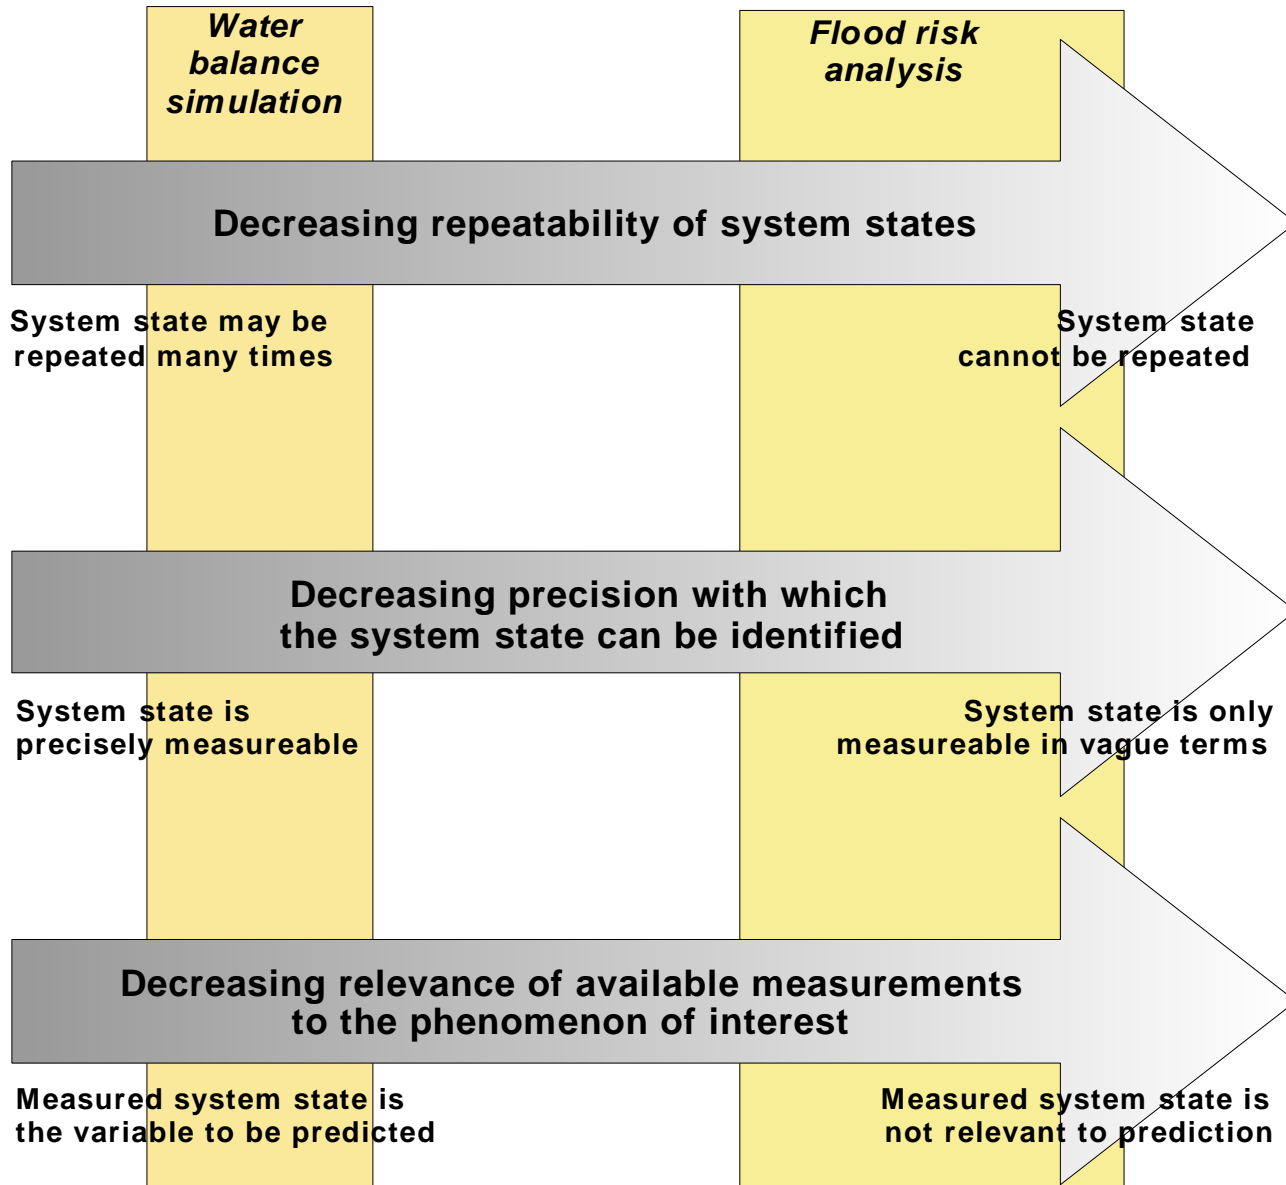 Water
balance
simulation
Flood risk
analysis
Decreasing repeatability of system states
System state may be
repeated many times
System state
cannot be repeated
Decreasing precision with which
the system state can be identified
System state is
precisely measureable
System state is only
measureable in vague terms
Decreasing relevance of available measurements
to the phenomenon of interest
Measured system state is
the variable to be predicted
Measured system state is
not relevant to prediction